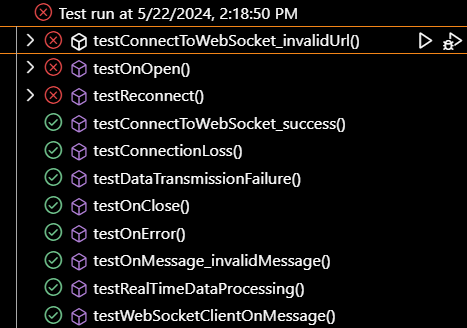 Test run at 5/22/2024, 2:18:50 PM
testConnectToWebSocket_invalidUrl()
testOnOpen()
testReconnect()
testConnectToWebSocket_success()
testConnectionLoss()
testDataTransmissionFailure()
testOnClose()
testOnError()
testOnMessage_invalidMessage()
testRealTimeDataProcessing()
testWebSocketClientOnMessage()